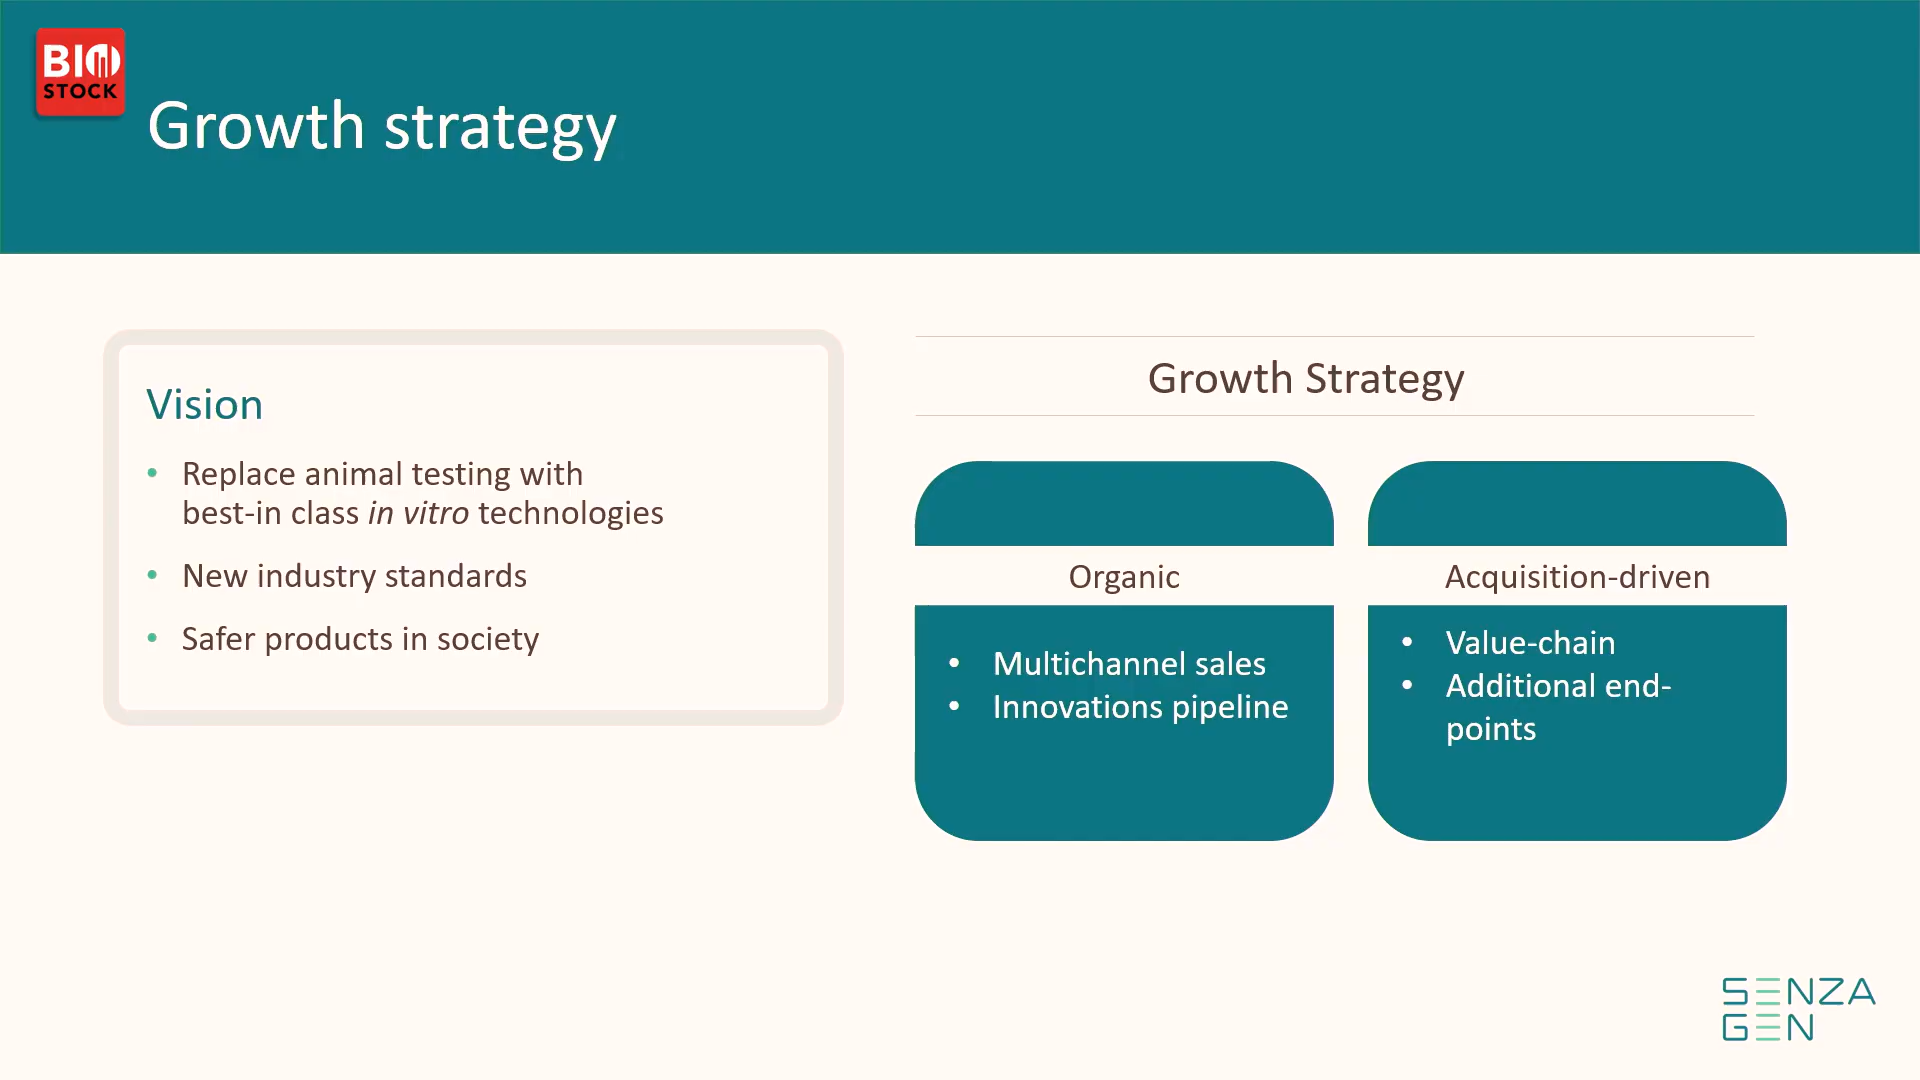 BIO
STOCK
Growth strategy
Vision
• Replace animal testing with
best-in class in vitro technologies
• New industry standards
• Safer products in society
Growth Strategy
Organic
• Multichannel sales
• Innovations pipeline
Acquisition-driven
• Value-chain
• Additional end-
points
SENZA
GEN